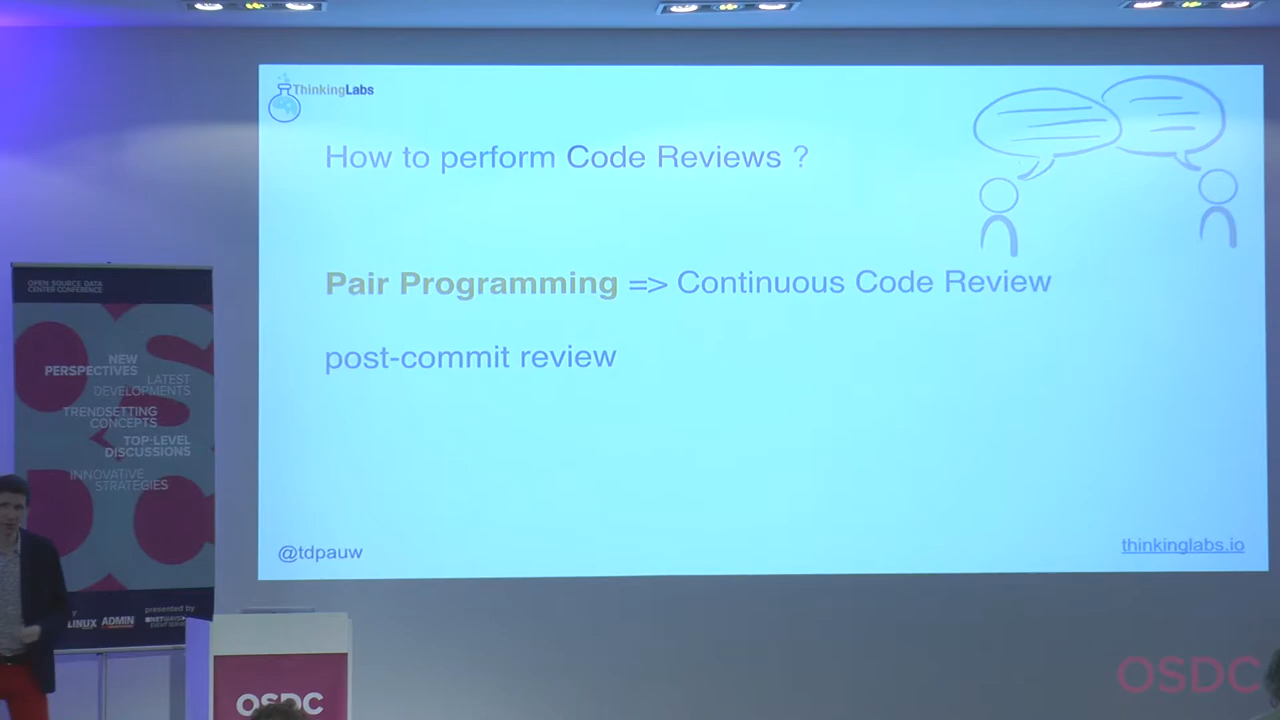 ThinkingLabs
How to perform Code Reviews ?
Pair Programming => Continuous Code Review
post-commit review
@tdpauw
thinkinglabs.io
OPEN SOURCE DATA
CENTER CONFERENCE
NEW
PERSPECTIVES
LATEST
DEVELOPMENTS
TRENDSETTING
CONCEPTS
TOP-LEVEL
DISCUSSIONS
INNOVATIVE
STRATEGIES
presented by
LINUX
ADMIN
OSDC
OSDC